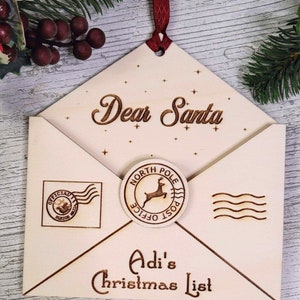 Dear Santa
NORTH POLE
POST OFFICE
Adi's
Christmas List